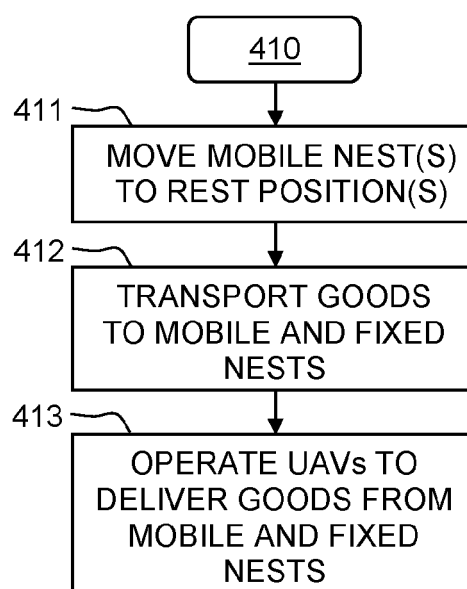 410
411
MOVE MOBILE NEST(S)
TO REST POSITION(S)
412
TRANSPORT GOODS
TO MOBILE AND FIXED
NESTS
413
OPERATE UAVs TO
DELIVER GOODS FROM
MOBILE AND FIXED
NESTS